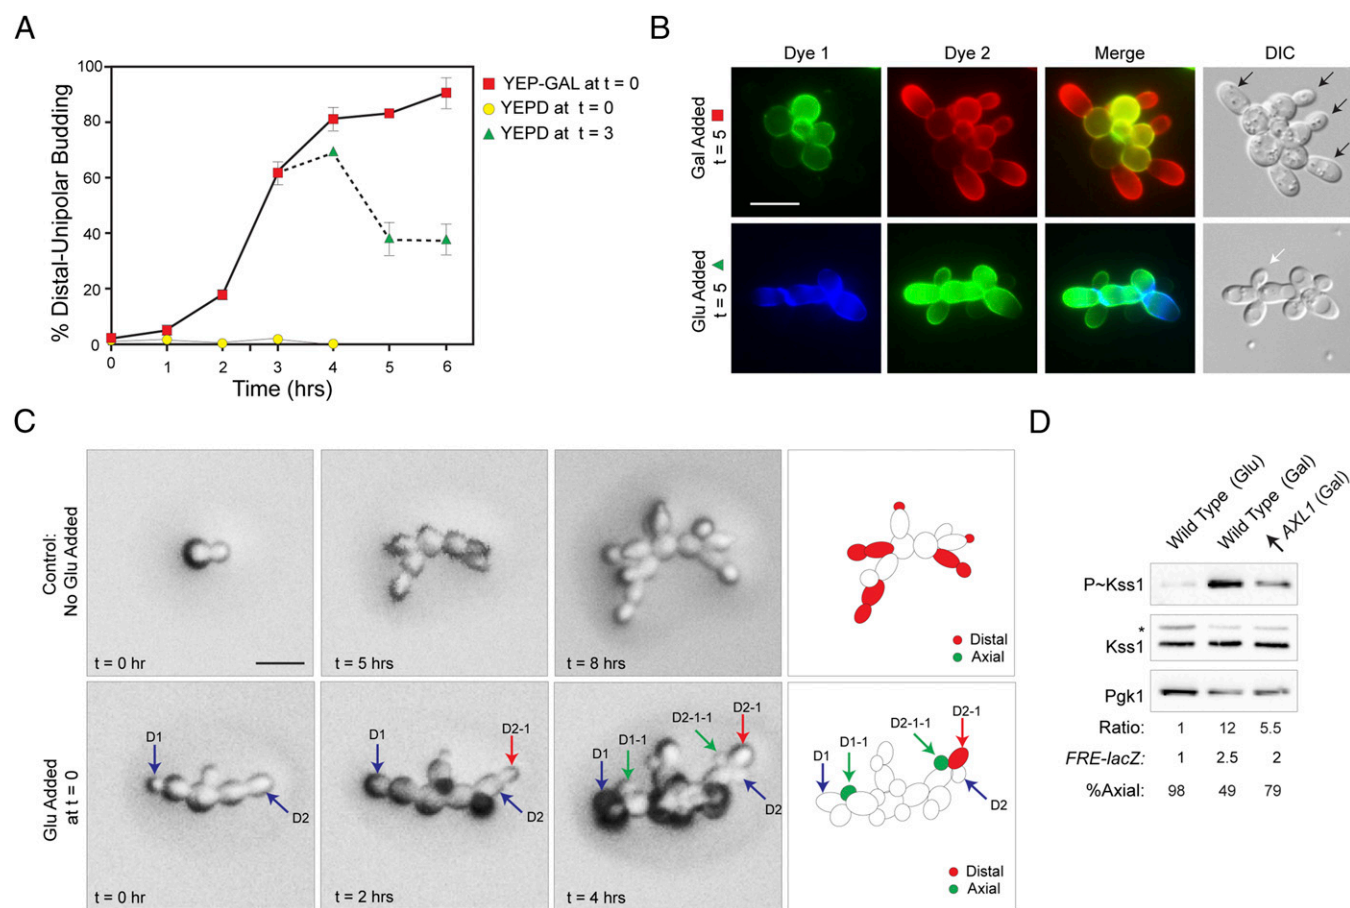 A
% Distal-Unipolar Budding
100
80
60
40
20
0
0 1 2 3 4 5 6
Time (hrs)
YEP-GAL at t = 0
YEPD at t = 0
YEPD at t = 3
B
Dye 1 Dye 2 Merge DIC
Gal Added
t = 5
Glu Added
t = 5
C
Control:
No Glu Added
t = 0 hr
t = 5 hrs
t = 8 hrs
Distal
Axial
Glu Added
at t = 0
D1
D2
t = 0 hr
D1
D2-1
D2
t = 2 hrs
D1
D1-1
D2-1-1
D2-1
D2
t = 4 hrs
D1
D1-1
D2-1-1
D2-1
D2
Distal
Axial
D
Wild Type (Glu)
Wild Type (Gal)
AXL1 (Gal)
P~Kss1
*
Kss1
Pgk1
Ratio: 1 12 5.5
FRE-lacZ: 1 2.5 2
%Axial: 98 49 79